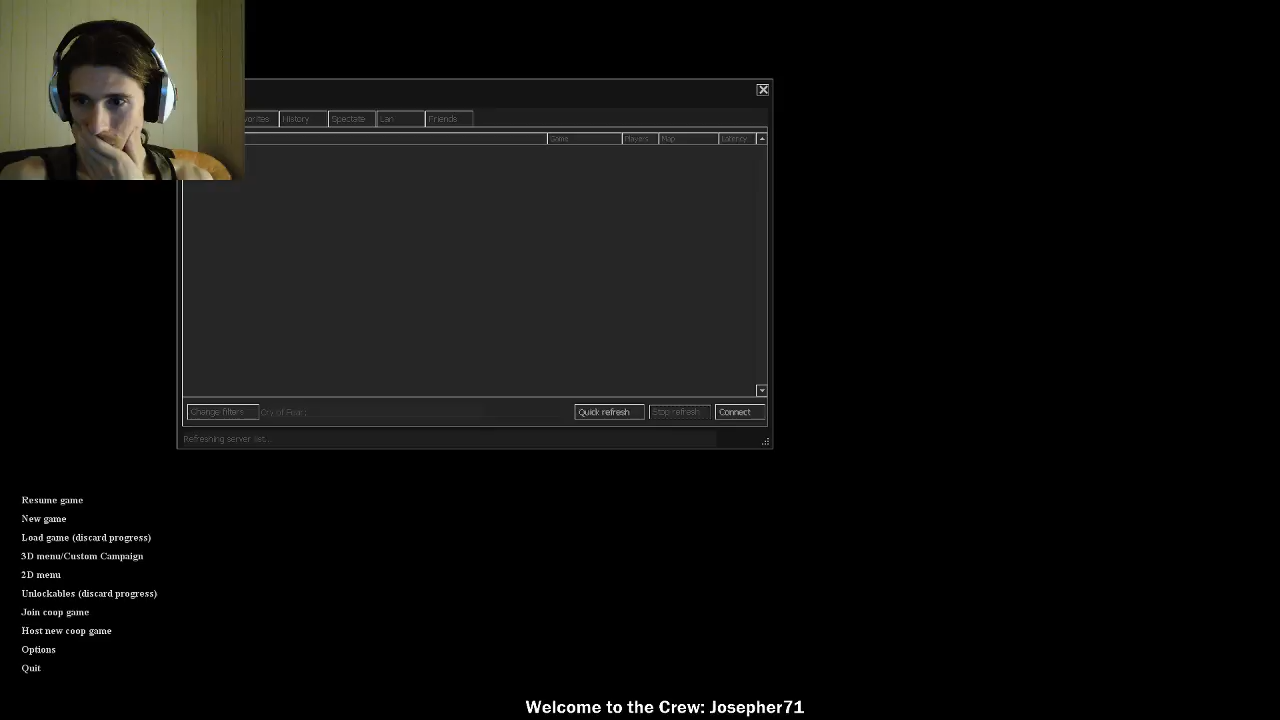 vorites History Spectate Lan Friends
Game Players Map Latency
Change filters Cry of Fear: Quick refresh Stop refresh Connect
Refreshing server list...
Resume game
New game
Load game (discard progress)
3D menu/Custom Campaign
2D menu
Unlockables (discard progress)
Join coop game
Host new coop game
Options
Quit
Welcome to the Crew: Josepher71